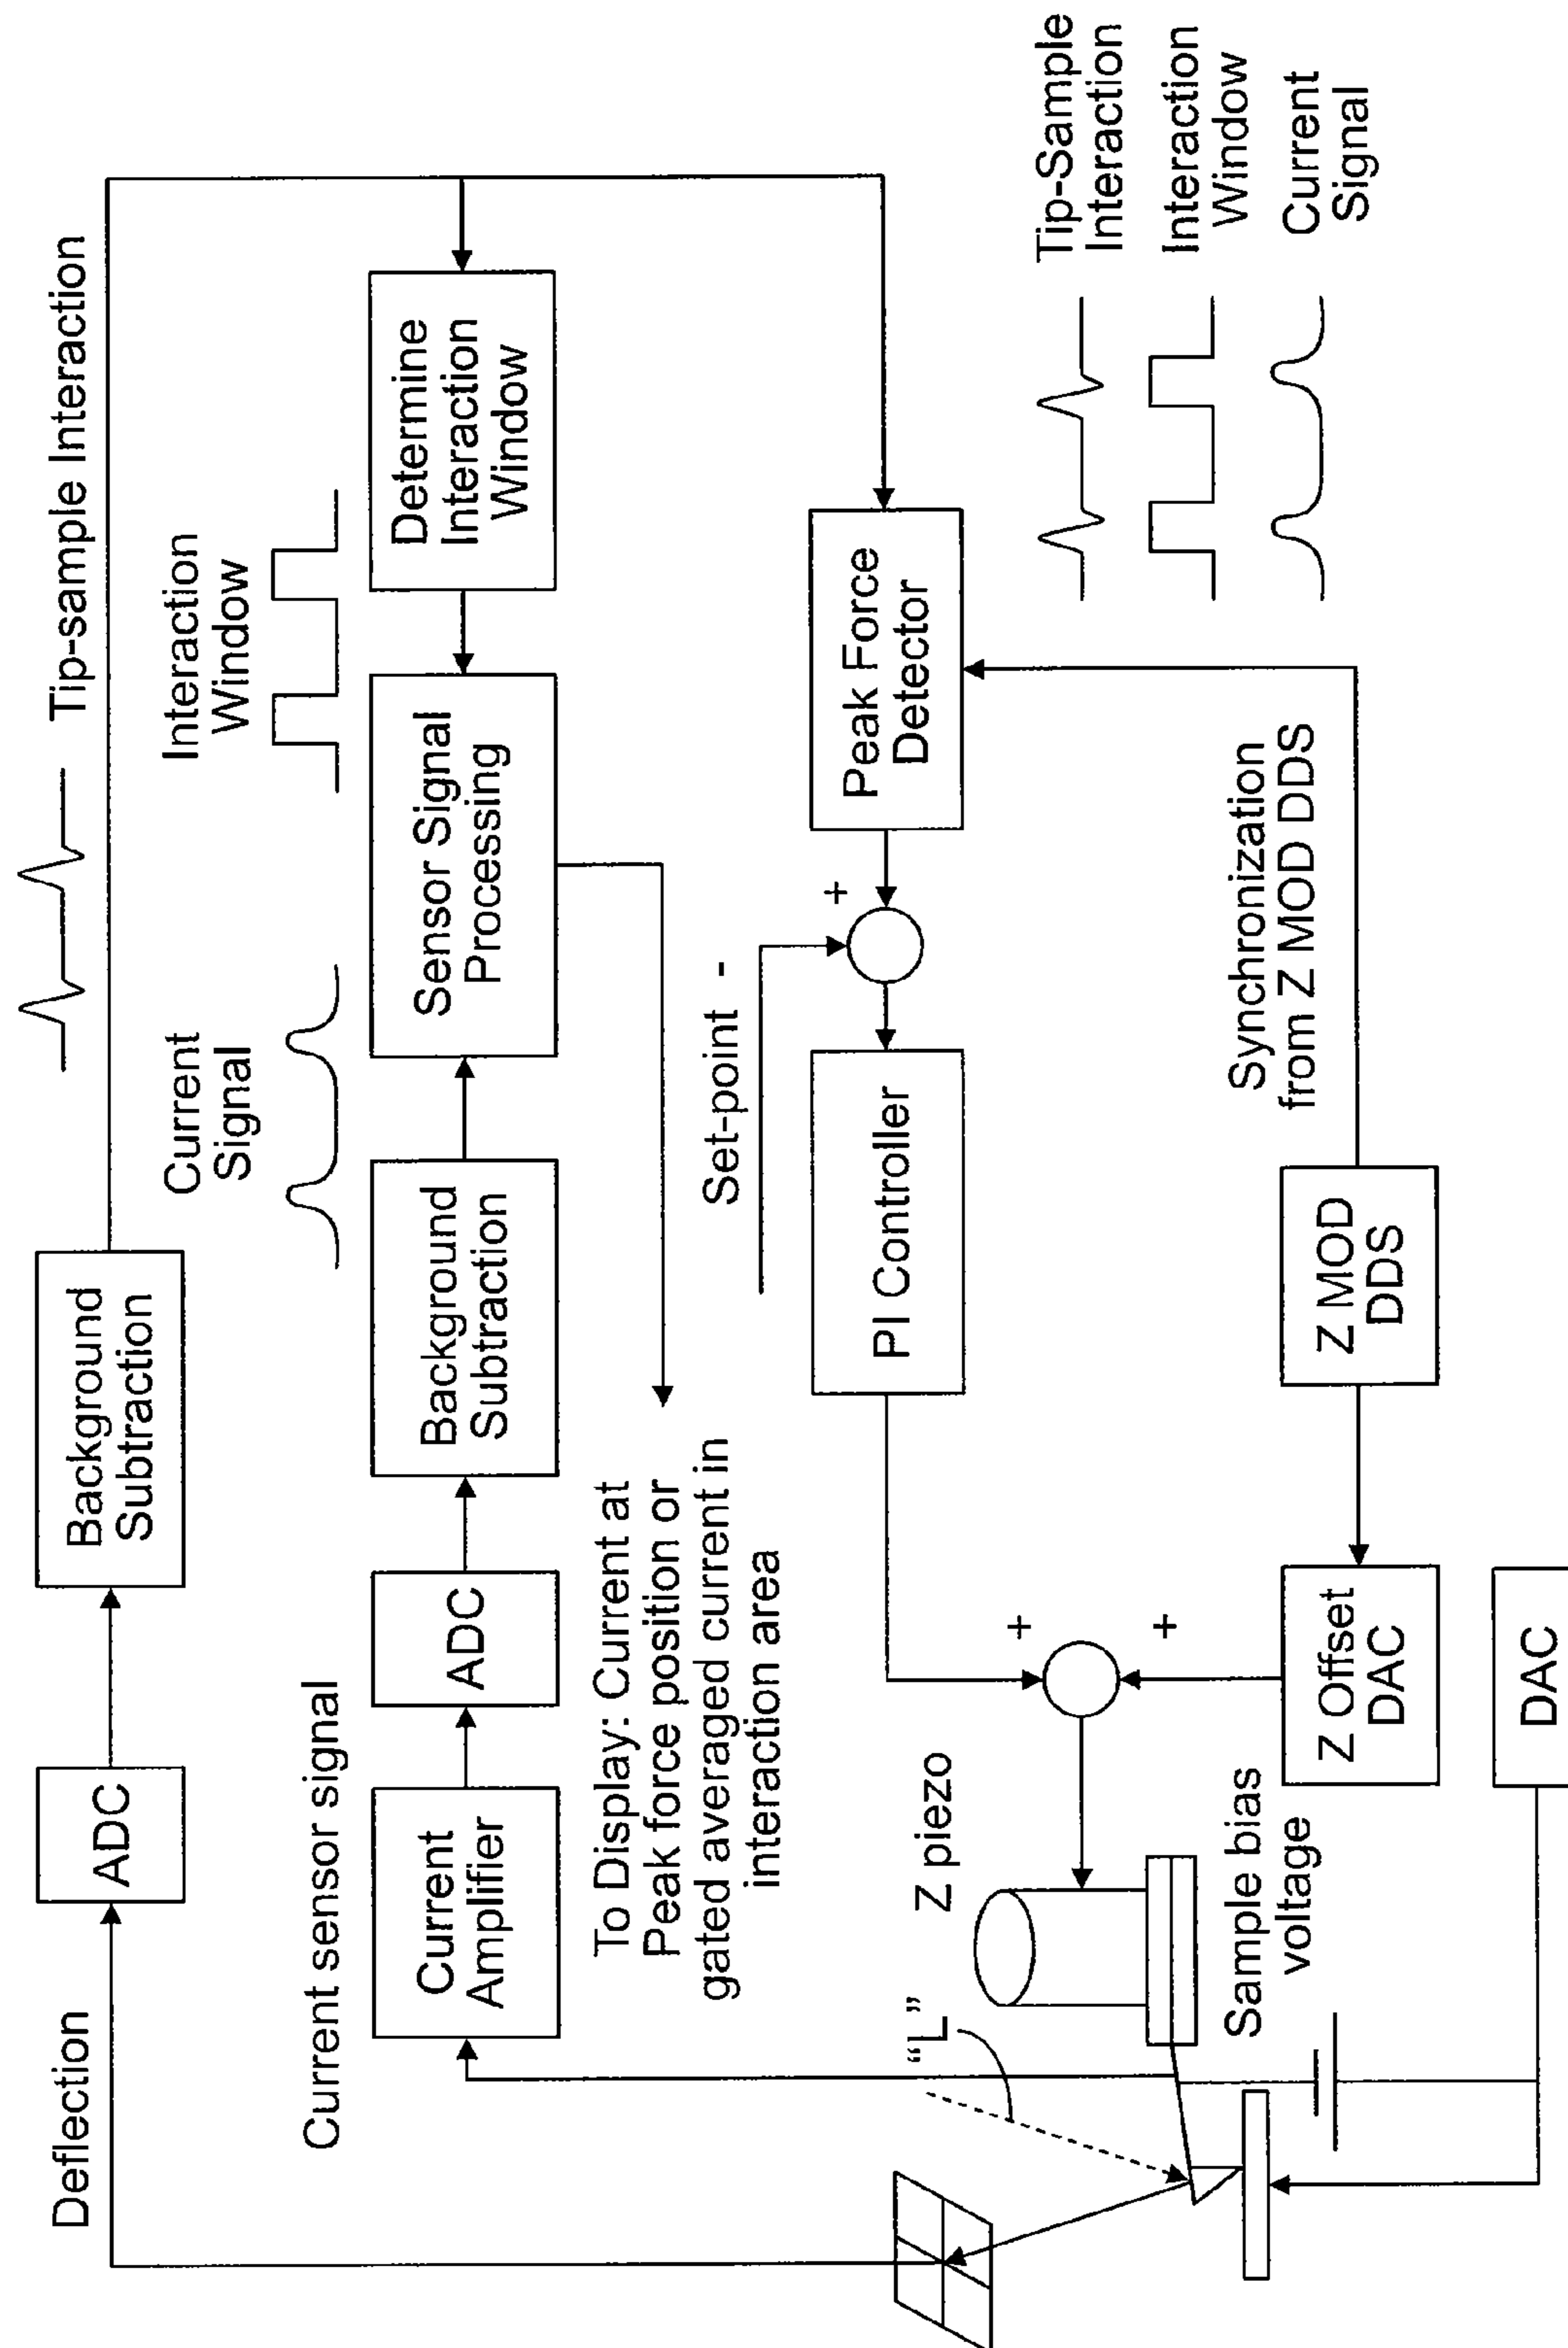 Deflection
ADC
Background
Subtraction
Tip-sample Interaction
Current sensor signal
Current
Amplifier
ADC
Background
Subtraction
Current
Signal
Sensor Signal
Processing
Interaction
Window
Determine
Interaction
Window
To Display: Current at
Peak force position or
gated averaged current in
interaction area
Set-point -
"L"
Z piezo
PI Controller
+
Peak Force
Detector
+
+
Tip-Sample
Interaction
Interaction
Window
Current
Signal
Sample bias
voltage
Z Offset
DAC
Z MOD
DDS
Synchronization
from Z MOD DDS
DAC